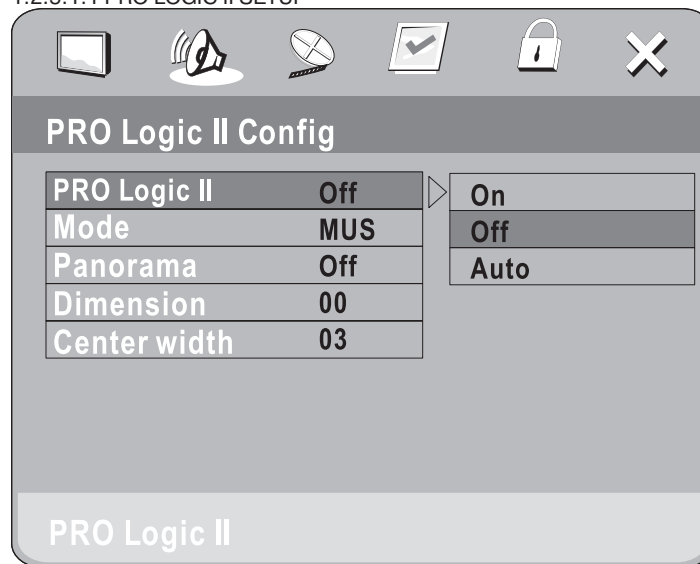 PRO Logic II Config
PRO Logic II Off On
Mode MUS Off
Panorama Off Auto
Dimension 00
Center width 03
PRO Logic II